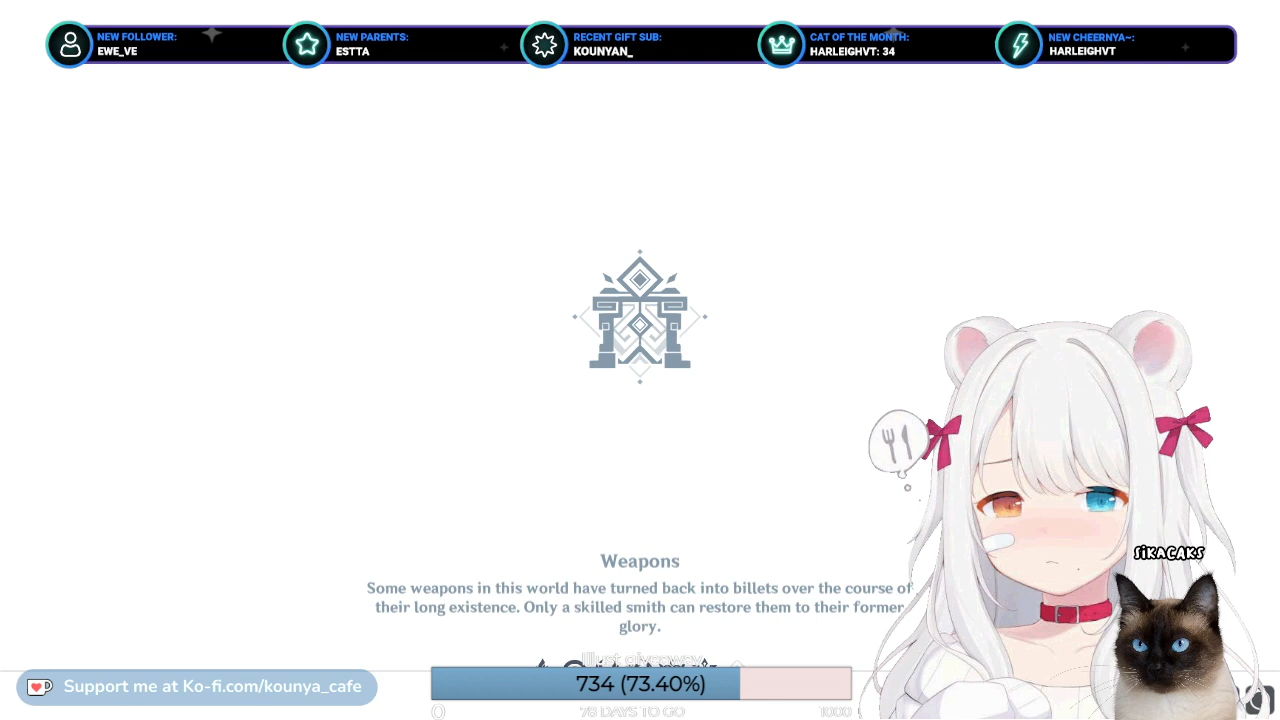 NEW FOLLOWER:
EWE_VE
NEW PARENTS:
ESTTA
RECENT GIFT SUB:
KOUNYAN_
CAT OF THE MONTH:
HARLEIGHVT: 34
NEW CHEERNYA~:
HARLEIGHVT
SiKACAKS
Weapons
Some weapons in this world have turned back into billets over the course of
their long existence. Only a skilled smith can restore them to their former
glory.
Illust giveaway
734 (73.40%)
0
78 DAYS TO GO
1000
Support me at Ko-fi.com/kounya_cafe